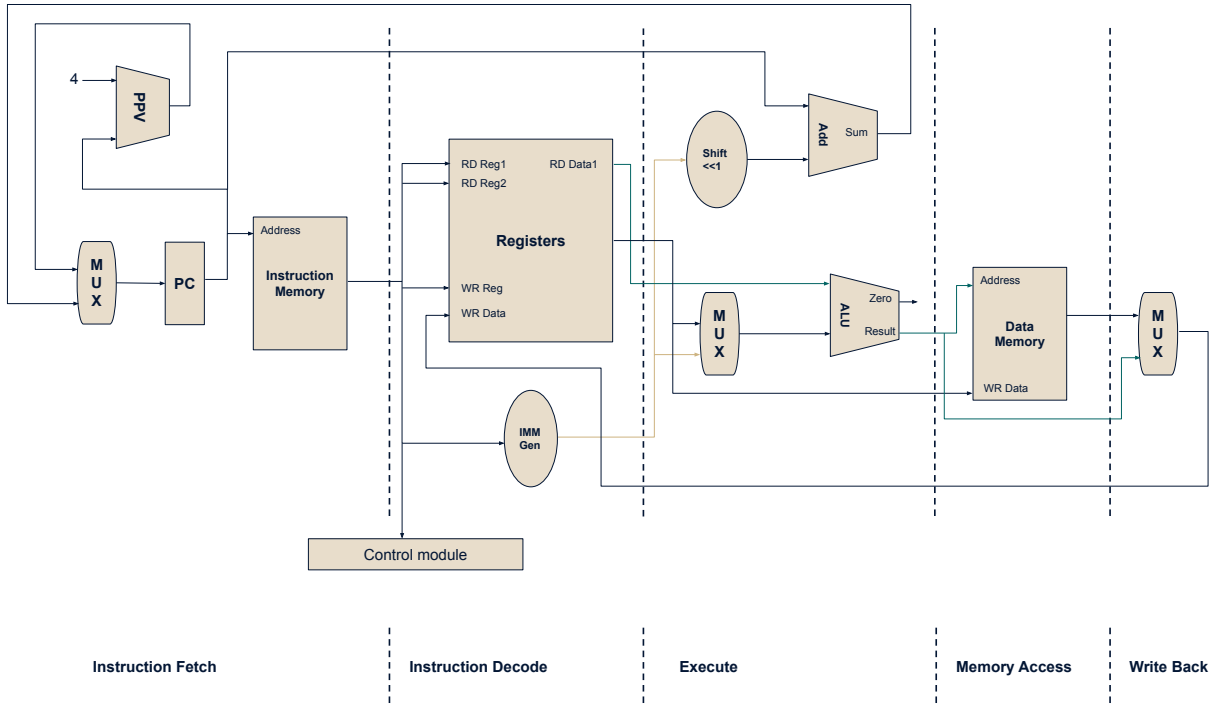 4
PPV
Add
Sum
Shift
<<1
RD Reg1
RD Data1
RD Reg2
Address
Registers
Instruction
Memory
M
U
X
PC
WR Reg
WR Data
M
U
X
ALU
Zero
Result
Address
Data
Memory
WR Data
M
U
X
IMM
Gen
Control module
Instruction Fetch
Instruction Decode
Execute
Memory Access
Write Back